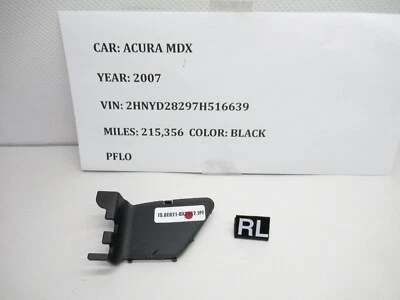 CAR: ACURA MDX
YEAR: 2007
VIN: 2HNYD28297H516639
MILES: 215,356 COLOR: BLACK
PFLO
RL